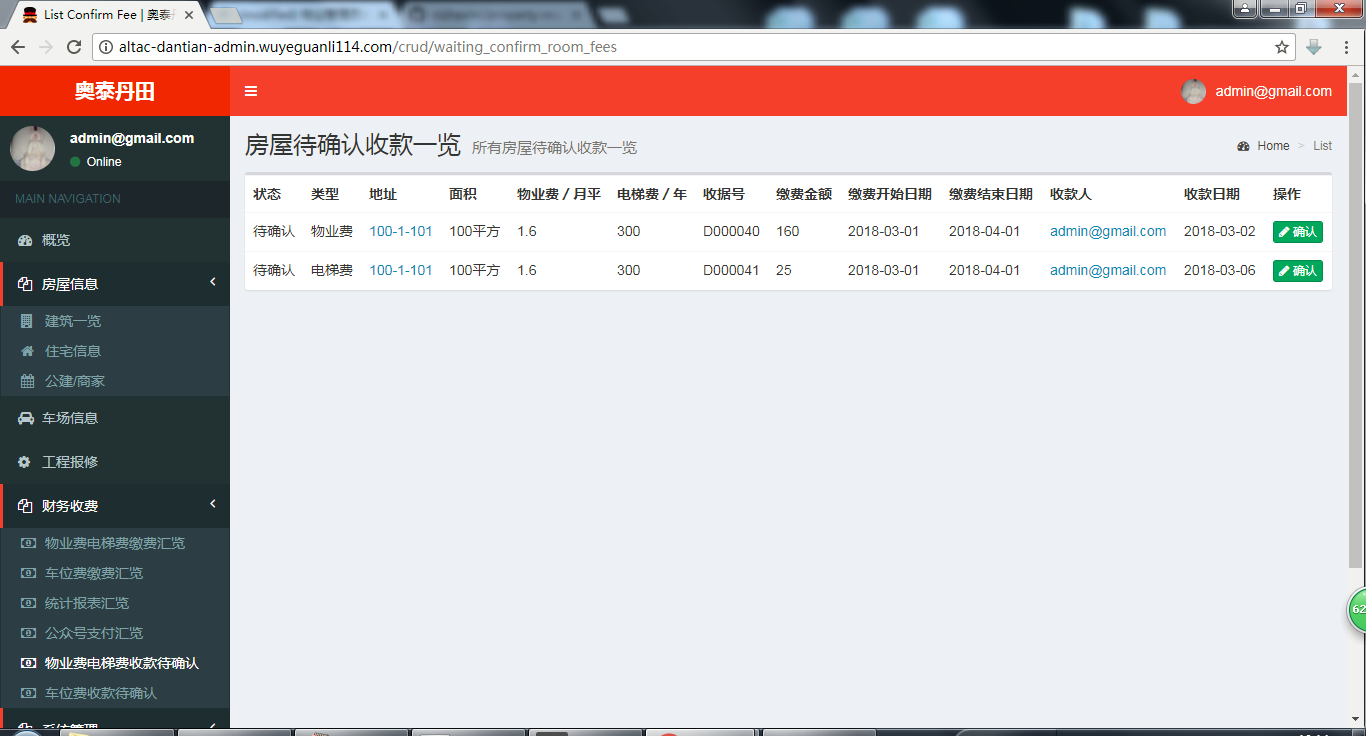 List Confirm Fee | 奥泰
altac-dantian-admin.wuyeguanli114.com/crud/waiting_confirm_room_fees
奥泰丹田
admin@gmail.com
admin@gmail.com
Online
MAIN NAVIGATION
概览
房屋信息
建筑一览
住宅信息
公建/商家
车场信息
工程报修
财务收费
物业费电梯费缴费汇览
车位费缴费汇览
统计报表汇览
公众号支付汇览
物业费电梯费收款待确认
车位费收款待确认
系统管理
房屋待确认收款一览 所有房屋待确认收款一览
Home > List
状态 类型 地址 面积 物业费 / 月平 电梯费 / 年 收据号 缴费金额 缴费开始日期 缴费结束日期 收款人 收款日期 操作
待确认 物业费 100-1-101 100平方 1.6 300 D000040 160 2018-03-01 2018-04-01 admin@gmail.com 2018-03-02 确认
待确认 电梯费 100-1-101 100平方 1.6 300 D000041 25 2018-03-01 2018-04-01 admin@gmail.com 2018-03-06 确认
62